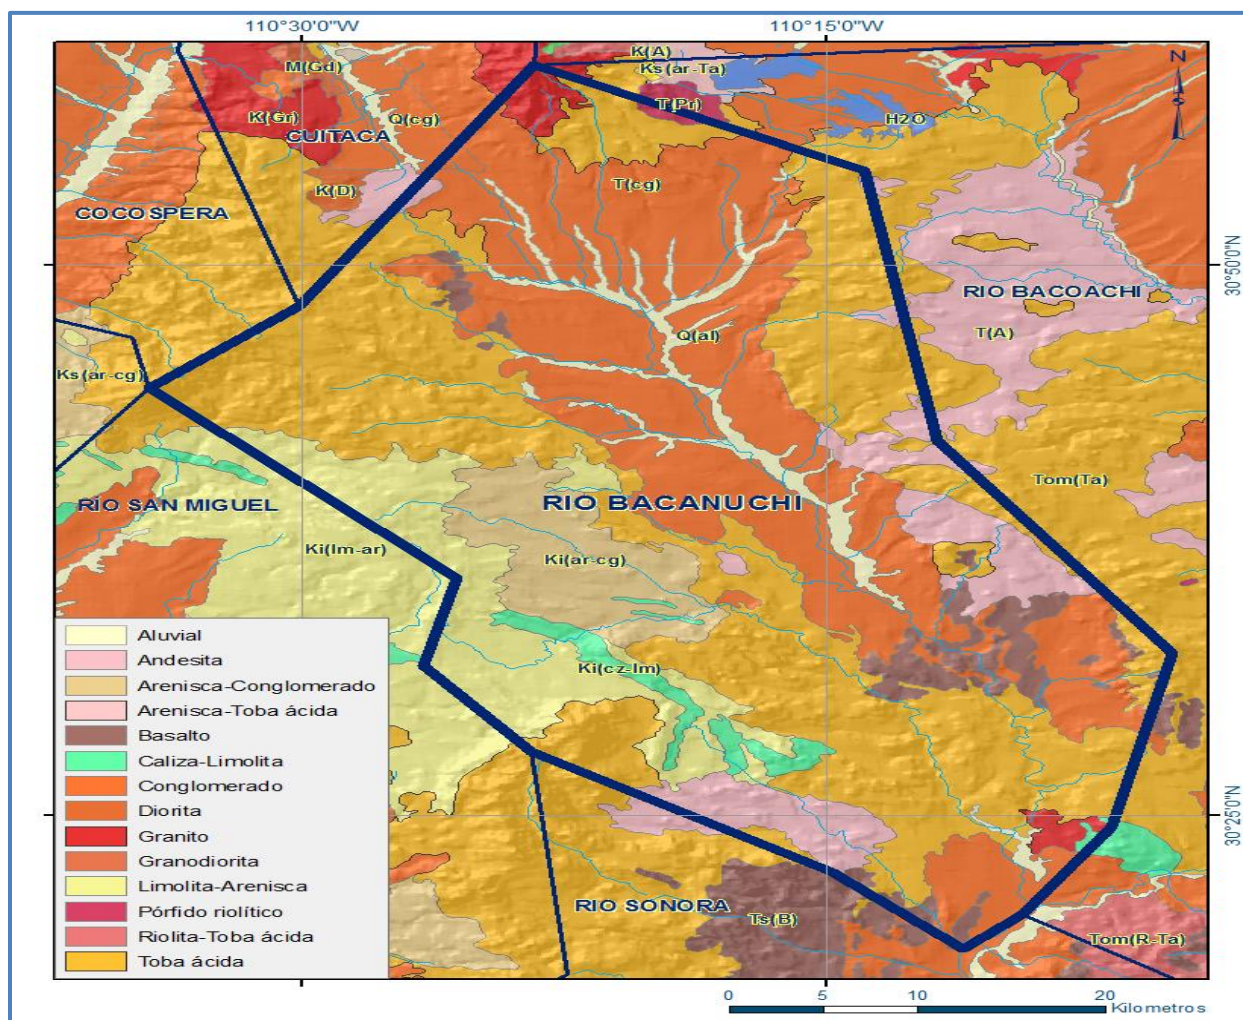 110°30'0"W
110°15'0"W
K(A)
M(Gd)
Ks(ar-Ta)
N
T(Pr)
K(Gr)
Q(cg)
H2O
CUITACA
T(cg)
K(D)
COCOSPERA
30°50'0"N
RIO BACOACHI
T(A)
Q(al)
Ks(ar-cg)
Tom(Ta)
RIO SAN MIGUEL
RIO BACANUCHI
Ki(lm-ar)
Ki(ar-cg)
Ki(cz-lm)
Aluvial
Andesita
Arenisca-Conglomerado
Arenisca-Toba ácida
Basalto
Caliza-Limolita
Conglomerado
Diorita
Granito
Granodiorita
Limolita-Arenisca
Pórfido riolítico
Riolita-Toba ácida
Toba ácida
30°25'0"N
RIO SONORA
Ts(B)
Tom(R-Ta)
0 5 10 20
Kilometros